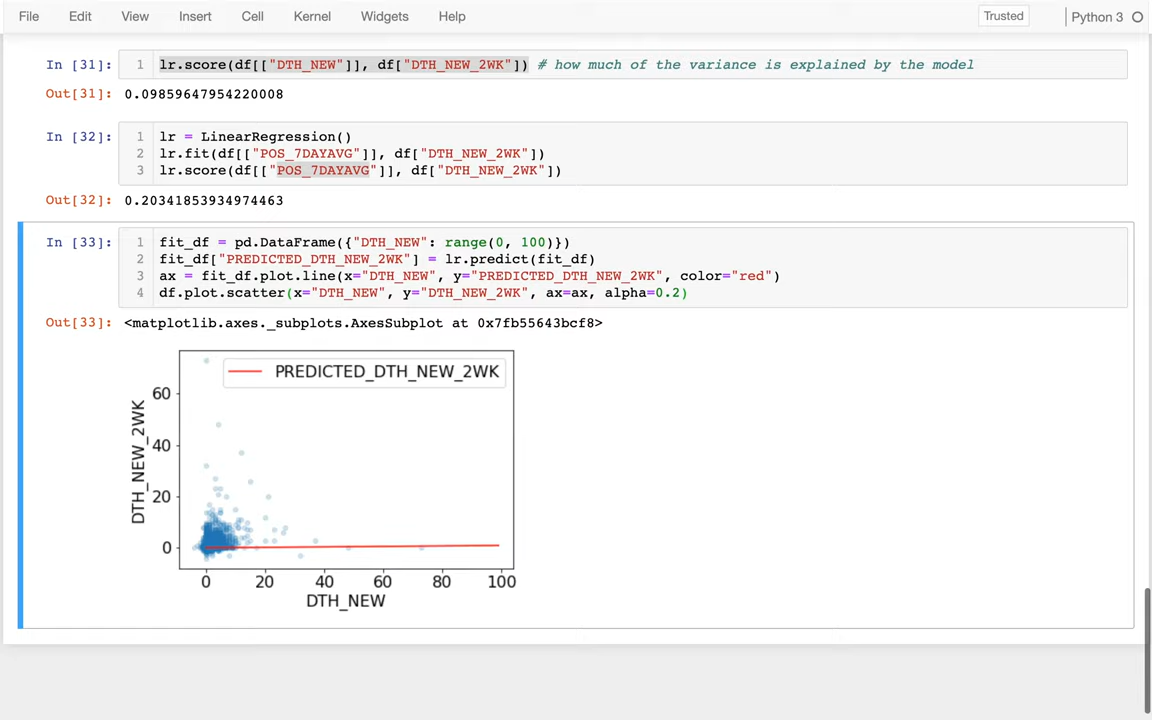 File Edit View Insert Cell Kernel Widgets Help Trusted Python 3
In [31]: 1 lr.score(df[["DTH_NEW"]], df["DTH_NEW_2WK"]) # how much of the variance is explained by the model
Out[31]: 0.09859647954220008
In [32]: 1 lr = LinearRegression()
2 lr.fit(df[["POS_7DAYAVG"]], df["DTH_NEW_2WK"])
3 lr.score(df[["POS_7DAYAVG"]], df["DTH_NEW_2WK"])
Out[32]: 0.20341853934974463
In [33]: 1 fit_df = pd.DataFrame({"DTH_NEW": range(0, 100)})
2 fit_df["PREDICTED_DTH_NEW_2WK"] = lr.predict(fit_df)
3 ax = fit_df.plot.line(x="DTH_NEW", y="PREDICTED_DTH_NEW_2WK", color="red")
4 df.plot.scatter(x="DTH_NEW", y="DTH_NEW_2WK", ax=ax, alpha=0.2)
Out[33]: <matplotlib.axes._subplots.AxesSubplot at 0x7fb55643bcf8>
PREDICTED_DTH_NEW_2WK
DTH_NEW_2WK
60
40
20
0
0 20 40 60 80 100
DTH_NEW